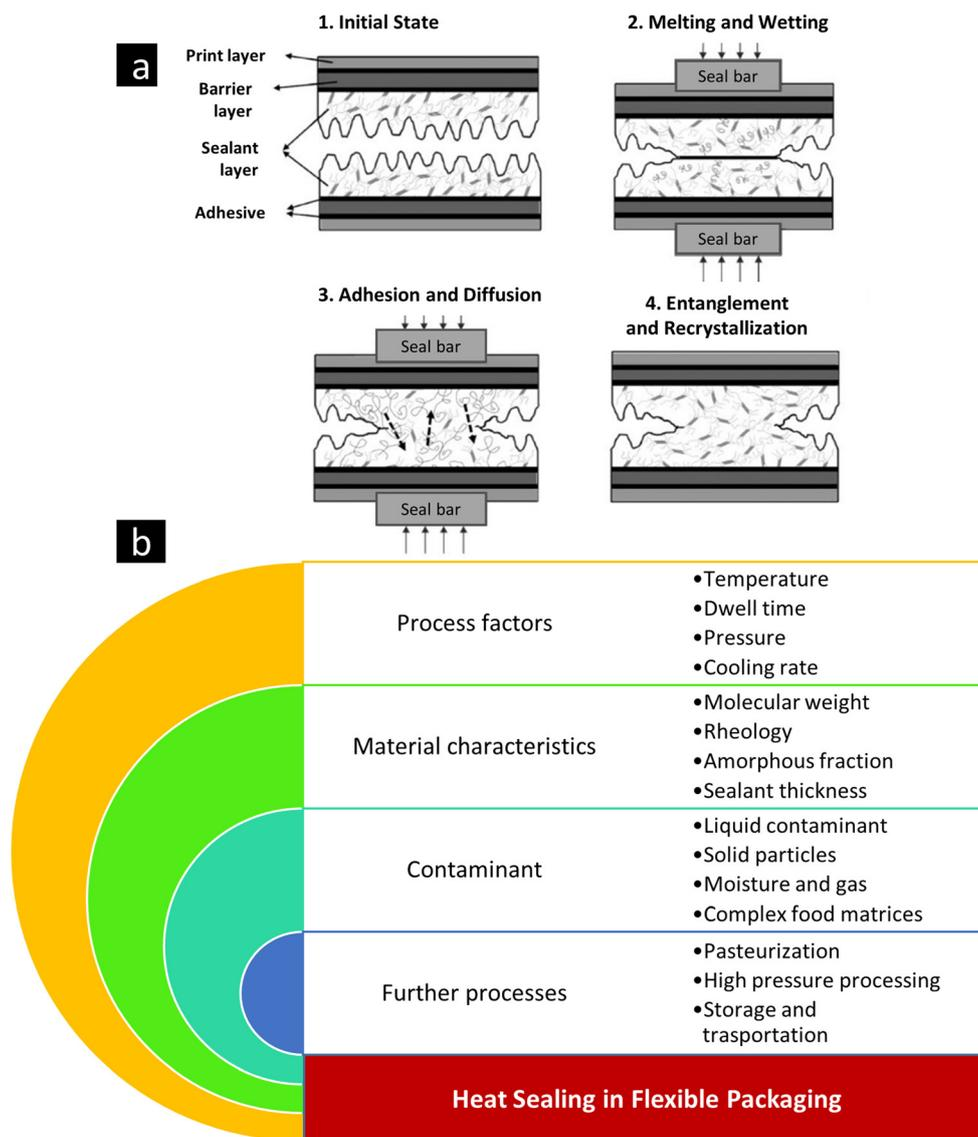 a
1. Initial State
Print layer
Barrier
layer
Sealant
layer
Adhesive
2. Melting and Wetting
Seal bar
Seal bar
3. Adhesion and Diffusion
Seal bar
Seal bar
4. Entanglement
and Recrystallization
b
Process factors
•Temperature
•Dwell time
•Pressure
•Cooling rate
Material characteristics
•Molecular weight
•Rheology
•Amorphous fraction
•Sealant thickness
Contaminant
•Liquid contaminant
•Solid particles
•Moisture and gas
•Complex food matrices
Further processes
•Pasteurization
•High pressure processing
•Storage and
trasportation
Heat Sealing in Flexible Packaging